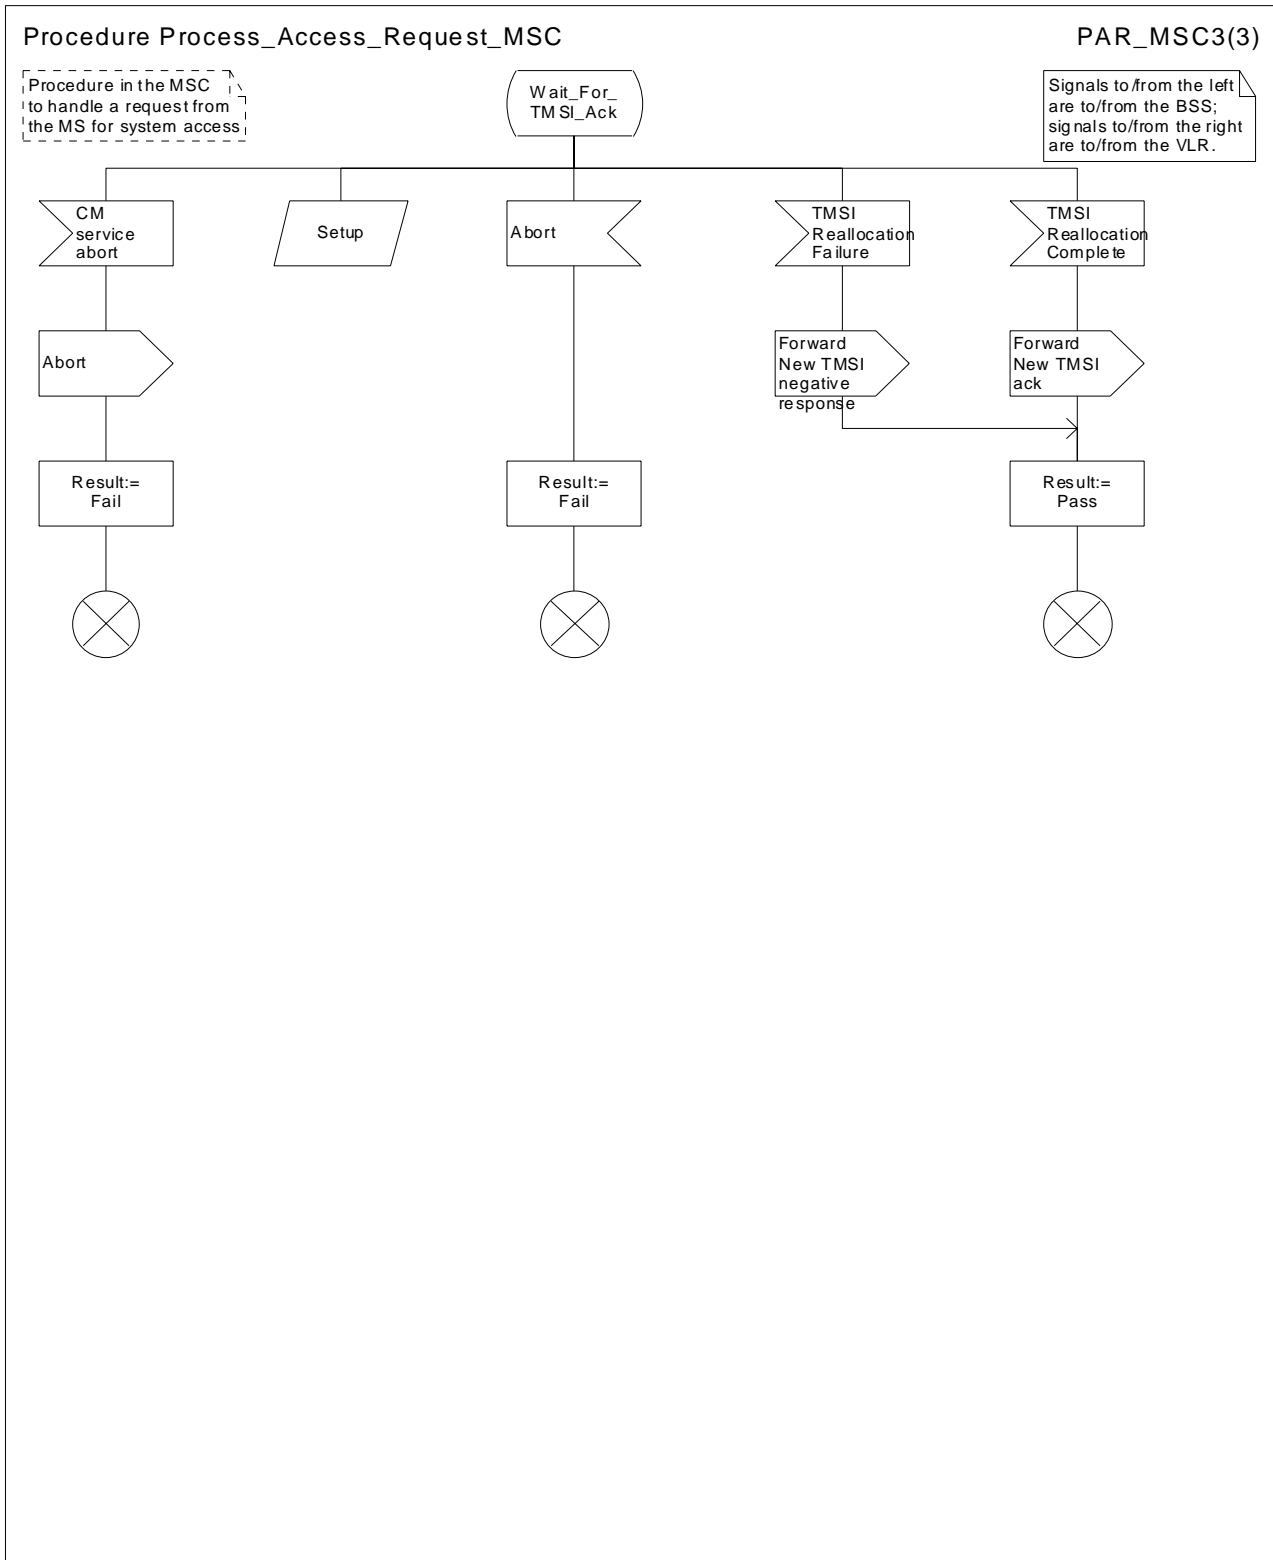 Procedure Process_Access_Request_MSC
PAR_MSC3(3)
Procedure in the MSC
to handle a request from
the MS for system access
Wait_For_
TMSI_Ack
Signals to/from the left
are to/from the BSS;
signals to/from the right
are to/from the VLR.
CM
service
abort
Setup
Abort
TMSI
Reallocation
Failure
TMSI
Reallocation
Complete
Abort
Forward
New TMSI
negative
response
Forward
New TMSI
ack
Result:=
Fail
Result:=
Fail
Result:=
Pass